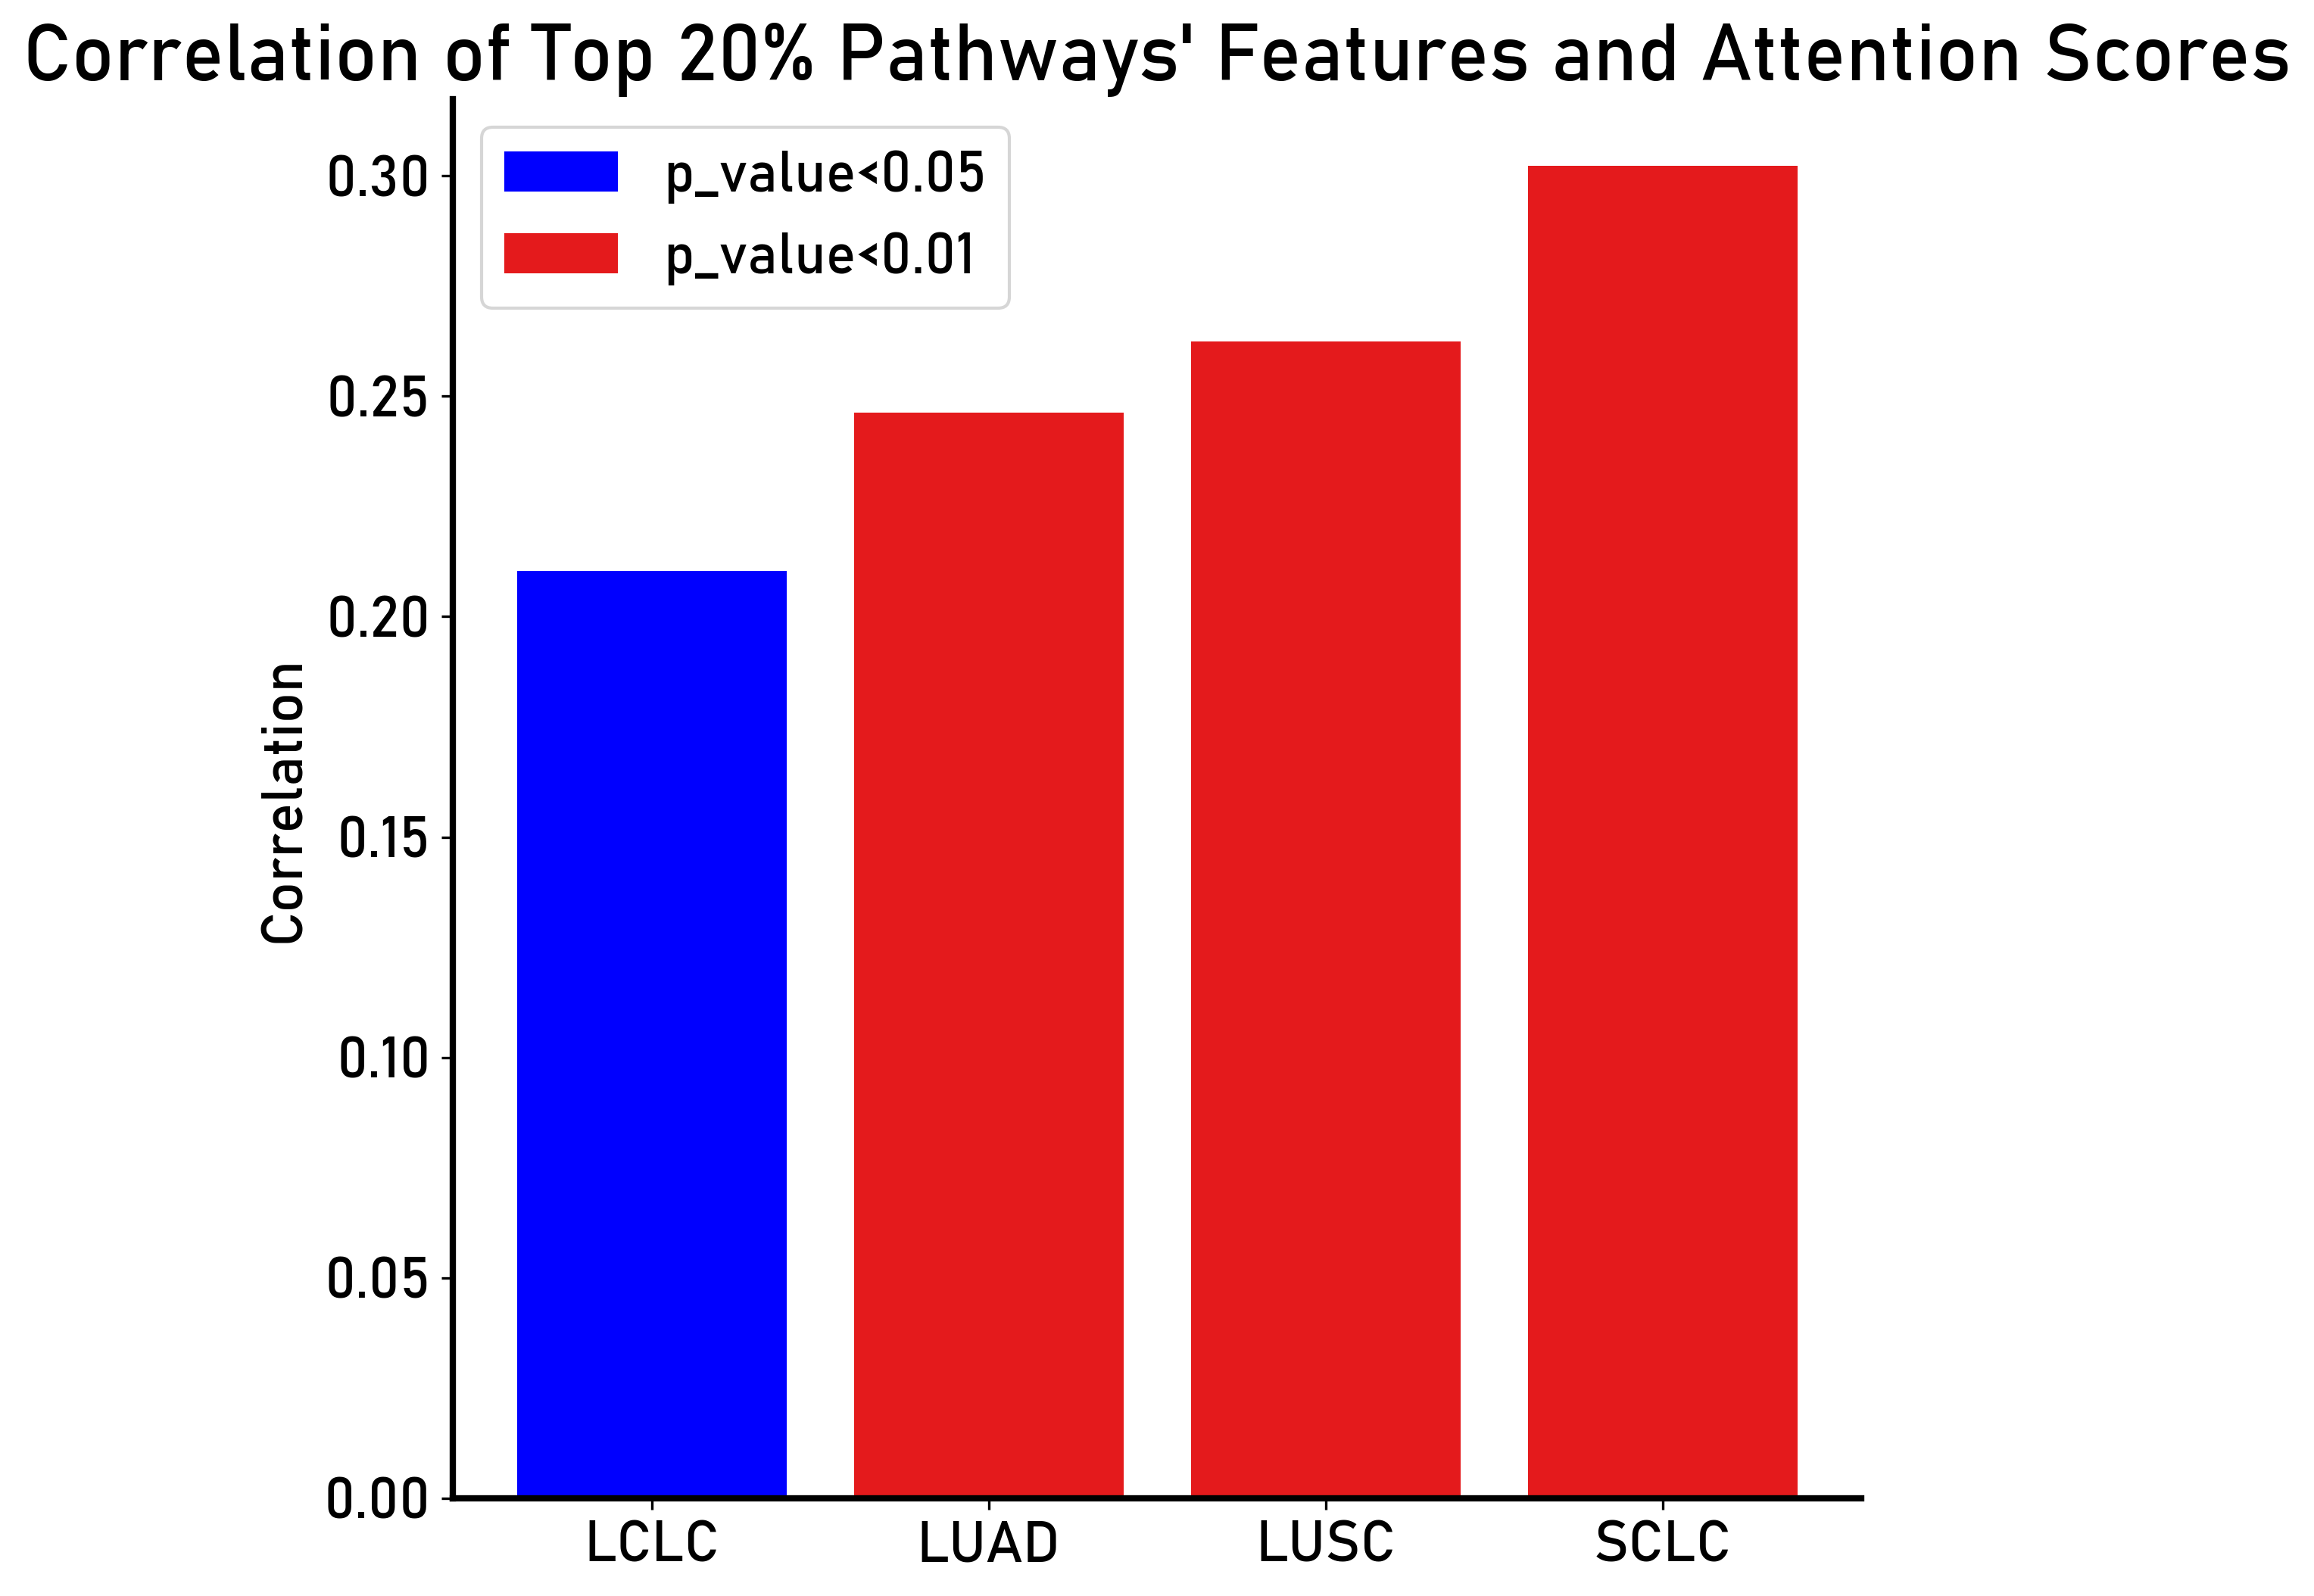 Correlation of Top 20% Pathways' Features and Attention Scores
p_value<0.05
p_value<0.01
0.30
0.25
0.20
0.15
0.10
0.05
0.00
Correlation
LCLC LUAD LUSC SCLC